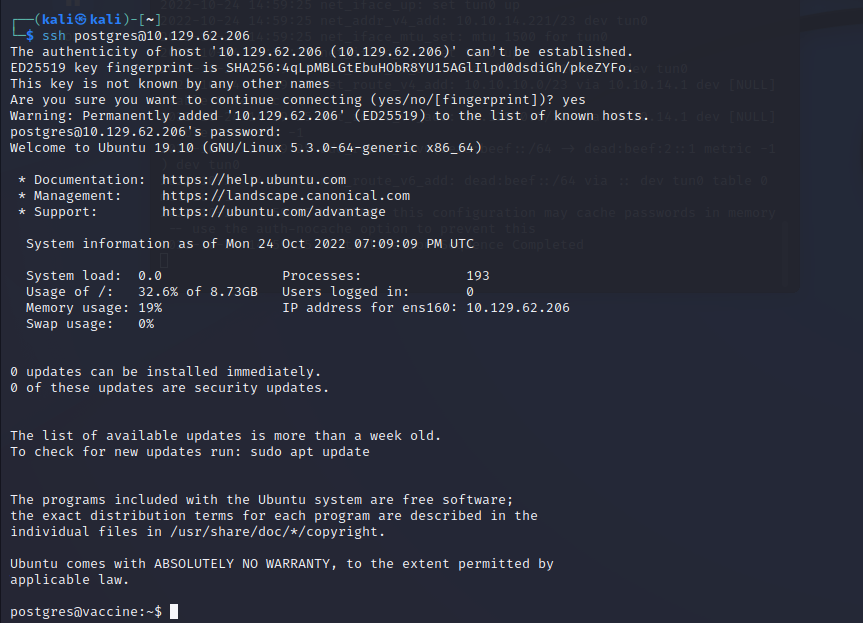 ┌──(kali㉿kali)-[~]
└─$ ssh postgres@10.129.62.206
The authenticity of host '10.129.62.206 (10.129.62.206)' can't be established.
ED25519 key fingerprint is SHA256:4qLpMBLGtEbuHObR8YU15AGlIlpd0dsdiGh/pkeZYFo.
This key is not known by any other names
Are you sure you want to continue connecting (yes/no/[fingerprint])? yes
Warning: Permanently added '10.129.62.206' (ED25519) to the list of known hosts.
postgres@10.129.62.206's password:
Welcome to Ubuntu 19.10 (GNU/Linux 5.3.0-64-generic x86_64)
* Documentation:  https://help.ubuntu.com
* Management:     https://landscape.canonical.com
* Support:        https://ubuntu.com/advantage
System information as of Mon 24 Oct 2022 07:09:09 PM UTC
System load:  0.0               Processes:             193
Usage of /:   32.6% of 8.73GB   Users logged in:       0
Memory usage: 19%               IP address for ens160: 10.129.62.206
Swap usage:   0%
0 updates can be installed immediately.
0 of these updates are security updates.
The list of available updates is more than a week old.
To check for new updates run: sudo apt update
The programs included with the Ubuntu system are free software;
the exact distribution terms for each program are described in the
individual files in /usr/share/doc/*/copyright.
Ubuntu comes with ABSOLUTELY NO WARRANTY, to the extent permitted by
applicable law.
postgres@vaccine:~$